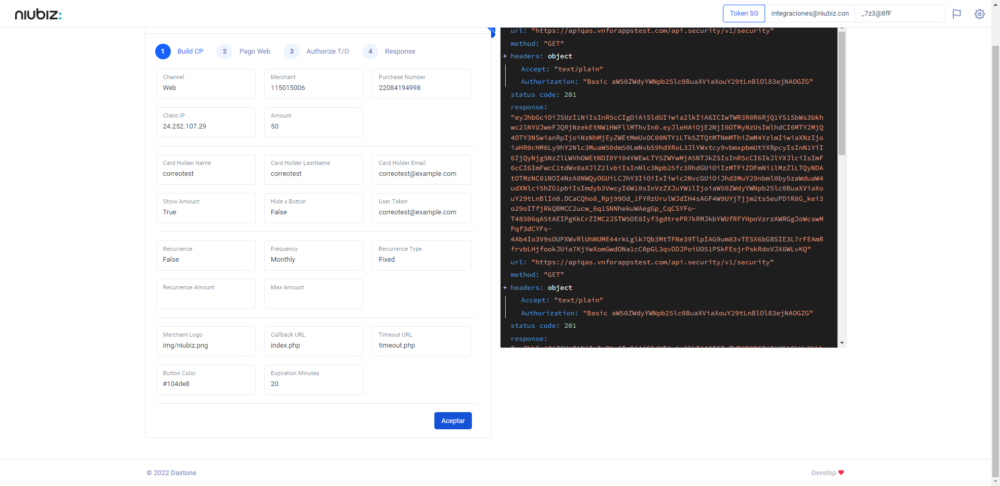 niubiz:
Token SG
integraciones@niubiz.con
_7z3@8fF
1 Build CP
2 Pago Web
3 Authorize T/O
4 Response
Channel
Web
Merchant
115015006
Purchase Number
22084194998
Client IP
24.252.107.29
Amount
50
Card Holder Name
correotest
Card Holder LastName
correotest
Card Holder Email
correotest@example.com
Show Amount
True
Hide x Button
False
User Token
correotest@example.com
Recurrence
False
Frequency
Monthly
Recurrence Type
Fixed
Recurrence Amount
Max Amount
Merchant Logo
img/niubiz.png
Callback URL
index.php
Timeout URL
timeout.php
Button Color
#104de8
Expiration Minutes
20
Aceptar
url: "https://apiqas.vnforappstest.com/api.security/v1/security"
method: "GET"
+ headers: object
Accept: "text/plain"
Authorization: "Basic aW50ZWdyYWNpb25lc0BuaXViaXouY29tLnBlOl83ejNAOGZG"
status code: 201
response:
"eyJhbGciOiJSUzI1NiIsInR5cCIgOiAiSldUIiwia2lkIiA6ICIwTWR3R0R6RjQ1YS1SbWs3bkh
wc2lNYUJweFJQRjNzekEtNW1HWFllMThvIn0.eyJleHAiOjE2NjI0OTMyNzUsImlhdCI6MTY2MjQ
4OTY3NSwianRpIjoiNzNhMjEyZWEtMmUxOC00NTY1LTk5ZTQtMTNmMThiZmM4YzlmIiwiaXNzIjo
iaHR0cHM6Ly9hY2Nlc3MuaW50dm50LmNvbS9hdXRoL3JlYWxtcy9vbmxpbmUtYXBpcyIsInN1YiI
6IjQyNjg5NzZlLWVhOWEtNDI0Yi04YWEwLTY5ZWYwMjA5NTJkZSIsInR5cCI6IkJlYXJlciIsImF
6cCI6ImFwcC1tdWx0aXJlZ2lvbiIsInNlc3Npb25fc3RhdGUiOiIzMTFiZDFmNi1lMzZlLTQyNDA
tOTMzNC01NDI4NzA0NWQyOGUiLCJhY3IiOiIxIiwic2NvcGUiOiJhd3MuY29nbml0by5zaWduaW4
udXNlci5hZG1pbiIsImdyb3VwcyI6W10sInVzZXJuYW1lIjoiaW50ZWdyYWNpb25lc0BuaXViaXo
uY29tLnBlIn0.DCaCQho8_Rpj99Od_1FYRzUrulWJdIH4sAGF4W9UYjTjjm2ts5euPDiR8G_kei3
o29oITfjRkQBMCC2ucw_6q1SNNhekuWAegGp_CqCSYFo-
T48506qA5tAEIPgKkCrZIMC2JSTW5OE0Iyf3gdtrePR7kRMJkbYWUfRFYHpoVzrzAWRGgJoWcswM
Pqf3dCYFs-
4Ab4Io3V9sOUPXWvRlUhNUME44rkLglk7Qb3MtTFNe39TlpIAG9um83vTESX6bGBSIE3L7rFEAmR
frvbLHjfookJUia7KjYwXomGwdONa1cC0pGL3qvDDJPoiUO51PSkFEsjrPskRdoVJX6WLvKQ"
url: "https://apiqas.vnforappstest.com/api.security/v1/security"
method: "GET"
+ headers: object
Accept: "text/plain"
Authorization: "Basic aW50ZWdyYWNpb25lc0BuaXViaXouY29tLnBlOl83ejNAOGZG"
status code: 201
response:
© 2022 Dastone
Develop